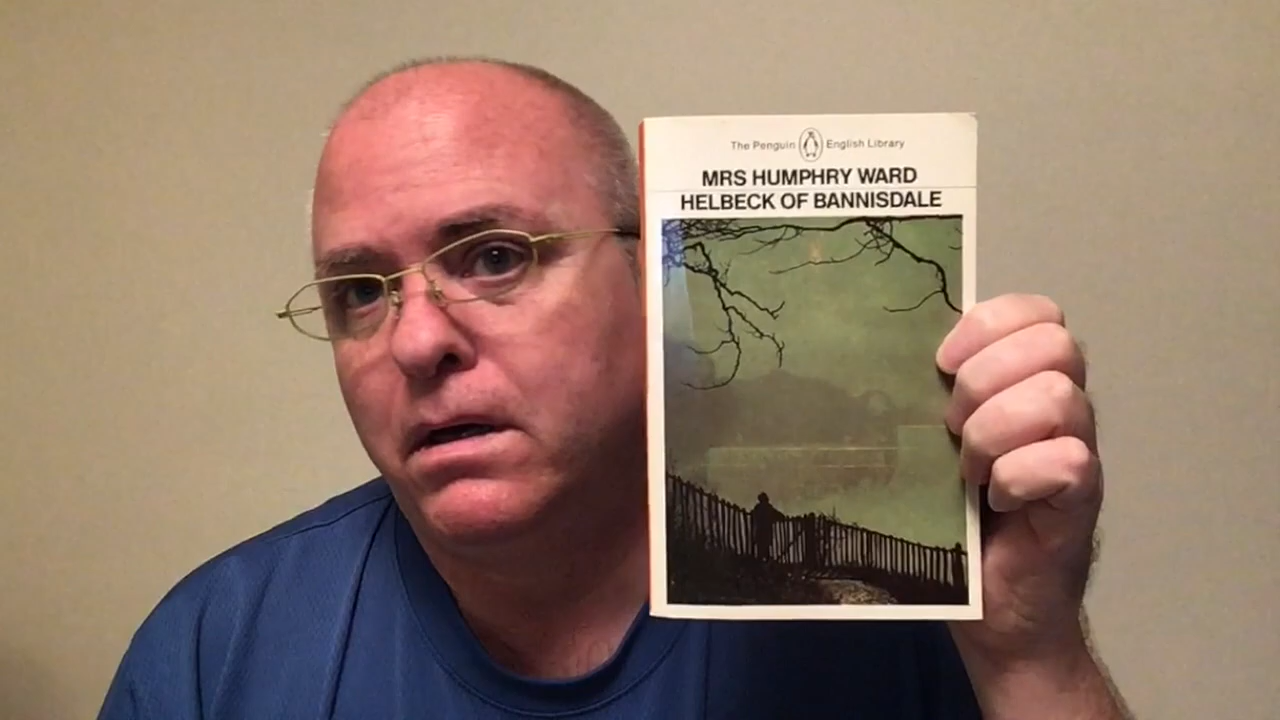 The Penguin English Library
MRS HUMPHRY WARD
HELBECK OF BANNISDALE